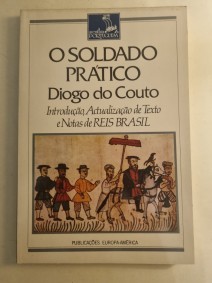 O SOLDADO
PRÁTICO
Diogo do Couto
Introdução, Actualização de Texto
e Notas de REIS BRASIL
PUBLICAÇÕES EUROPA-AMÉRICA